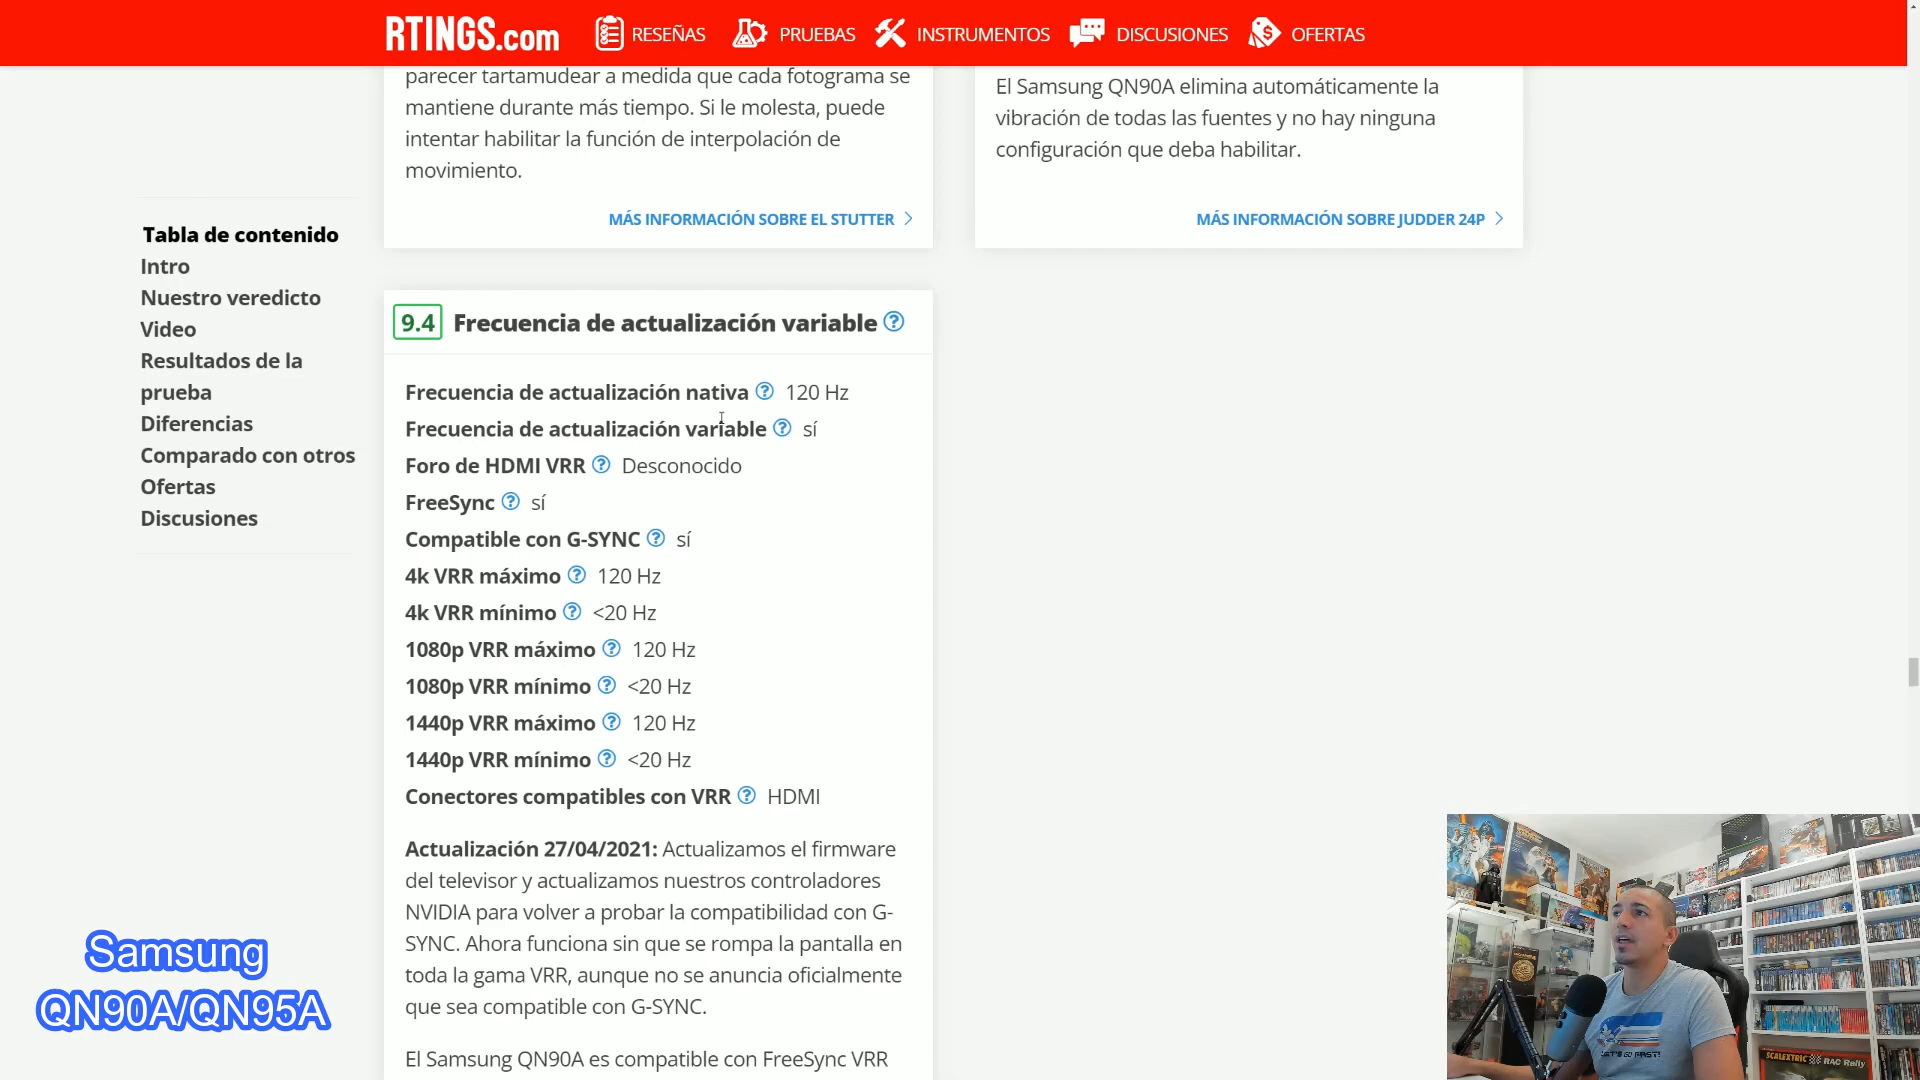 RTINGS.com RESEÑAS PRUEBAS INSTRUMENTOS DISCUSIONES OFERTAS
parecer tartamudear a medida que cada fotograma se
mantiene durante más tiempo. Si le molesta, puede
intentar habilitar la función de interpolación de
movimiento.
MÁS INFORMACIÓN SOBRE EL STUTTER
El Samsung QN90A elimina automáticamente la
vibración de todas las fuentes y no hay ninguna
configuración que deba habilitar.
MÁS INFORMACIÓN SOBRE JUDDER 24P
Tabla de contenido
Intro
Nuestro veredicto
Video
Resultados de la
prueba
Diferencias
Comparado con otros
Ofertas
Discusiones
9.4 Frecuencia de actualización variable ?
Frecuencia de actualización nativa ? 120 Hz
Frecuencia de actualización variable ? sí
Foro de HDMI VRR ? Desconocido
FreeSync ? sí
Compatible con G-SYNC ? sí
4k VRR máximo ? 120 Hz
4k VRR mínimo ? <20 Hz
1080p VRR máximo ? 120 Hz
1080p VRR mínimo ? <20 Hz
1440p VRR máximo ? 120 Hz
1440p VRR mínimo ? <20 Hz
Conectores compatibles con VRR ? HDMI
Actualización 27/04/2021: Actualizamos el firmware
del televisor y actualizamos nuestros controladores
NVIDIA para volver a probar la compatibilidad con G-
SYNC. Ahora funciona sin que se rompa la pantalla en
toda la gama VRR, aunque no se anuncia oficialmente
que sea compatible con G-SYNC.
El Samsung QN90A es compatible con FreeSync VRR
Samsung
QN90A/QN95A
LET'S GO FAST!
SCALEXTRIC RAC Rally